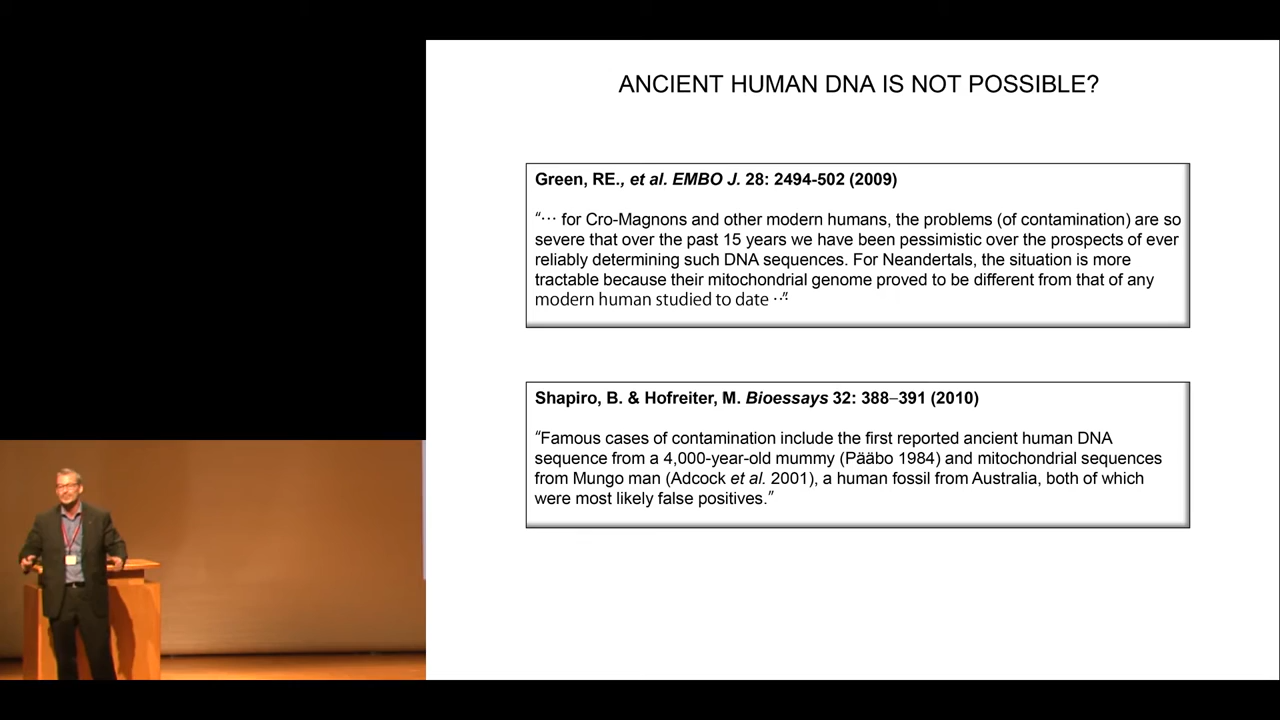 ANCIENT HUMAN DNA IS NOT POSSIBLE?
Green, RE., et al. EMBO J. 28: 2494-502 (2009)
“··· for Cro-Magnons and other modern humans, the problems (of contamination) are so
severe that over the past 15 years we have been pessimistic over the prospects of ever
reliably determining such DNA sequences. For Neandertals, the situation is more
tractable because their mitochondrial genome proved to be different from that of any
modern human studied to date ··”
Shapiro, B. & Hofreiter, M. Bioessays 32: 388–391 (2010)
“Famous cases of contamination include the first reported ancient human DNA
sequence from a 4,000-year-old mummy (Pääbo 1984) and mitochondrial sequences
from Mungo man (Adcock et al. 2001), a human fossil from Australia, both of which
were most likely false positives.”